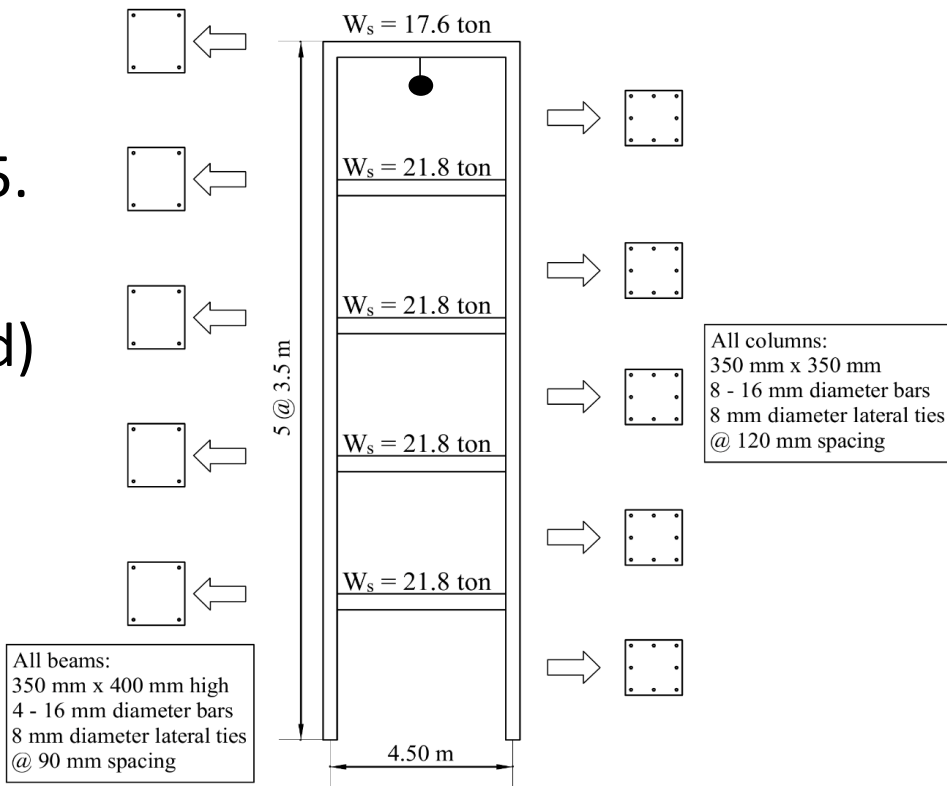 Wₛ = 17.6 ton
5.
Wₛ = 21.8 ton
d)
Wₛ = 21.8 ton
5 @ 3.5 m
All columns:
350 mm x 350 mm
8 - 16 mm diameter bars
8 mm diameter lateral ties
@ 120 mm spacing
Wₛ = 21.8 ton
Wₛ = 21.8 ton
All beams:
350 mm x 400 mm high
4 - 16 mm diameter bars
8 mm diameter lateral ties
@ 90 mm spacing
4.50 m